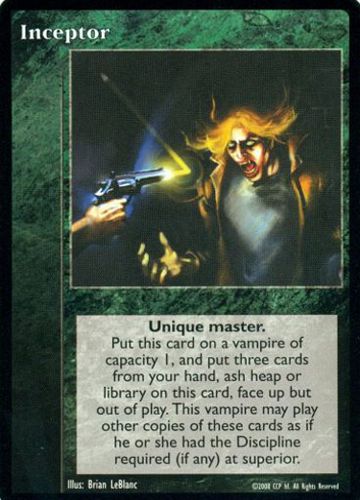 Inceptor
Unique master.
Put this card on a vampire of
capacity 1, and put three cards
from your hand, ash heap or
library on this card, face up but
out of play. This vampire may play
other copies of these cards as if
he or she had the Discipline
required (if any) at superior.
Illus: Brian LeBlanc
©2008 CCP hf. All Rights Reserved